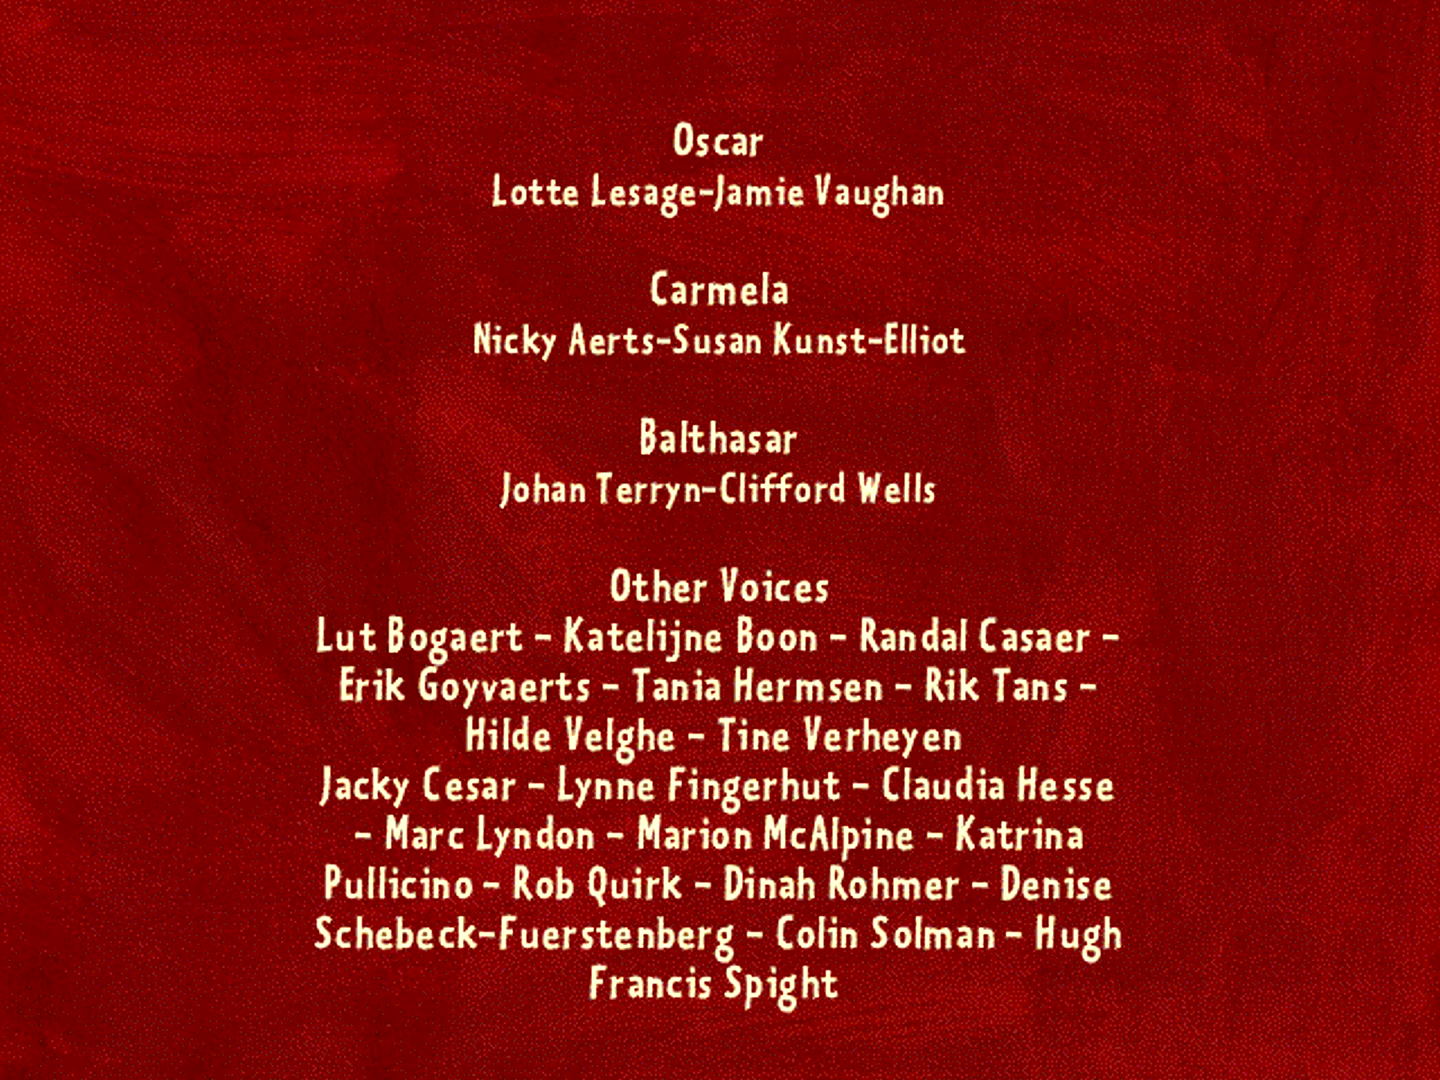 Oscar
Lotte Lesage-Jamie Vaughan
Carmela
Nicky Aerts-Susan Kunst-Elliot
Balthasar
Johan Terryn-Clifford Wells
Other Voices
Lut Bogaert - Katelijne Boon - Randal Casaer -
Erik Goyvaerts - Tania Hermsen - Rik Tans -
Hilde Velghe - Tine Verheyen
Jacky Cesar - Lynne Fingerhut - Claudia Hesse
- Marc Lyndon - Marion McAlpine - Katrina
Pullicino - Rob Quirk - Dinah Rohmer - Denise
Schebeck-Fuerstenberg - Colin Solman - Hugh
Francis Spight